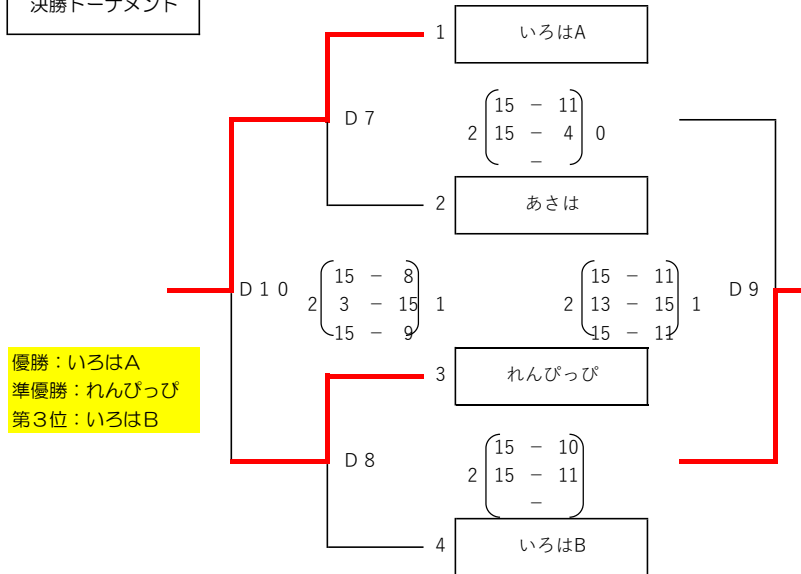 決勝トーナメント
1 いろはA
D7
15 － 11
2 15 － 4 0
－
2 あさは
D10
15 － 8
2 3 － 15 1
15 － 9
15 － 11
2 13 － 15 1
15 － 11
D9
優勝：いろはA
準優勝：れんぴっぴ
第3位：いろはB
3 れんぴっぴ
D8
15 － 10
2 15 － 11
－
4 いろはB